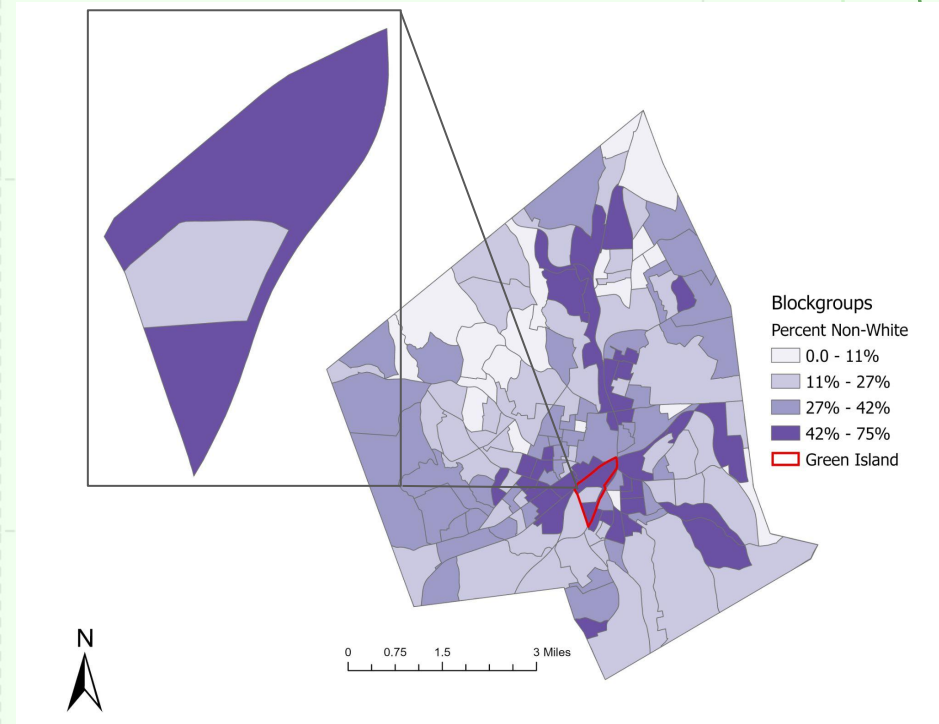 Blockgroups
Percent Non-White
0.0 - 11%
11% - 27%
27% - 42%
42% - 75%
Green Island
N
0 0.75 1.5 3 Miles